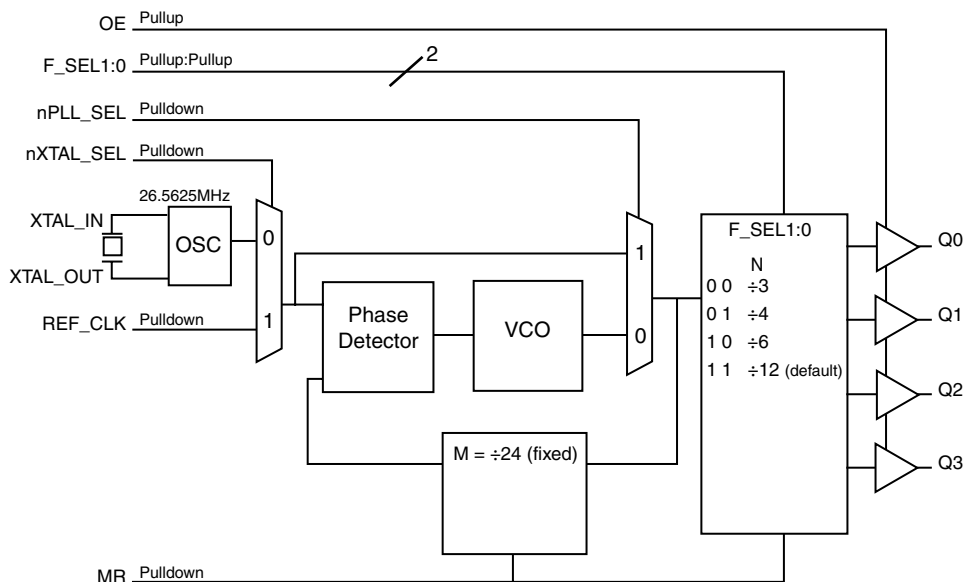 OE Pullup
F_SEL1:0 Pullup:Pullup 2
nPLL_SEL Pulldown
nXTAL_SEL Pulldown
26.5625MHz
XTAL_IN
OSC
XTAL_OUT
REF_CLK Pulldown
0
1
Phase
Detector
VCO
1
0
F_SEL1:0
N
0 0 ÷3
0 1 ÷4
1 0 ÷6
1 1 ÷12 (default)
Q0
Q1
Q2
Q3
M = ÷24 (fixed)
MR Pulldown